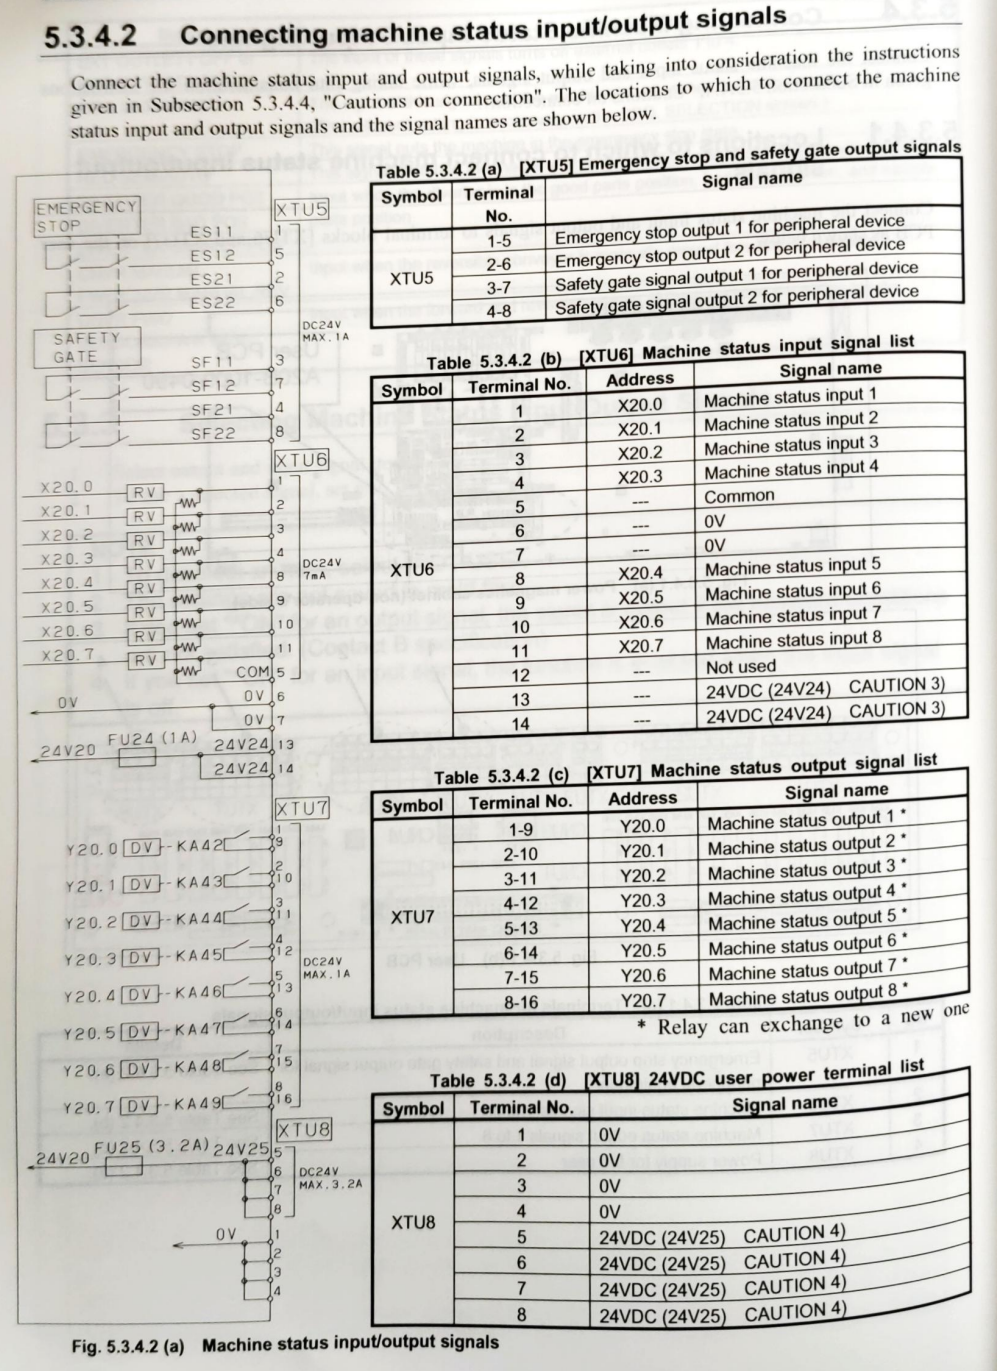 5.3.4.2 Connecting machine status input/output signals
Connect the machine status input and output signals, while taking into consideration the instructions
given in Subsection 5.3.4.4, "Cautions on connection". The locations to which to connect the machine
status input and output signals and the signal names are shown below.
EMERGENCY
STOP
XTU5
ES11 1
ES12 5
ES21 2
ES22 6
DC24V
MAX.1A
SAFETY
GATE
SF11 3
SF12 7
SF21 4
SF22 8
XTU6
X20.0 RV 1
X20.1 RV 2
X20.2 RV 3
X20.3 RV 4
X20.4 RV 8
X20.5 RV 9
X20.6 RV 10
X20.7 RV 11
DC24V
7mA
COM 5
0V 0V 6
0V 7
24V20 FU24 (1A) 24V24 13
24V24 14
XTU7
Y20.0 DV KA42 1 9
Y20.1 DV KA43 2 10
Y20.2 DV KA44 3 11
Y20.3 DV KA45 4 12
Y20.4 DV KA46 5 13
Y20.5 DV KA47 6 14
Y20.6 DV KA48 7 15
Y20.7 DV KA49 8 16
DC24V
MAX.1A
XTU8
24V20 FU25 (3.2A) 24V25 5
6
7
8
DC24V
MAX.3.2A
0V 1
2
3
4
Fig. 5.3.4.2 (a) Machine status input/output signals
Table 5.3.4.2 (a) [XTU5] Emergency stop and safety gate output signals
Symbol Terminal No. Signal name
XTU5
1-5 Emergency stop output 1 for peripheral device
2-6 Emergency stop output 2 for peripheral device
3-7 Safety gate signal output 1 for peripheral device
4-8 Safety gate signal output 2 for peripheral device
Table 5.3.4.2 (b) [XTU6] Machine status input signal list
Symbol Terminal No. Address Signal name
XTU6
1 X20.0 Machine status input 1
2 X20.1 Machine status input 2
3 X20.2 Machine status input 3
4 X20.3 Machine status input 4
5 --- Common
6 --- 0V
7 --- 0V
8 X20.4 Machine status input 5
9 X20.5 Machine status input 6
10 X20.6 Machine status input 7
11 X20.7 Machine status input 8
12 --- Not used
13 --- 24VDC (24V24) CAUTION 3)
14 --- 24VDC (24V24) CAUTION 3)
Table 5.3.4.2 (c) [XTU7] Machine status output signal list
Symbol Terminal No. Address Signal name
XTU7
1-9 Y20.0 Machine status output 1 *
2-10 Y20.1 Machine status output 2 *
3-11 Y20.2 Machine status output 3 *
4-12 Y20.3 Machine status output 4 *
5-13 Y20.4 Machine status output 5 *
6-14 Y20.5 Machine status output 6 *
7-15 Y20.6 Machine status output 7 *
8-16 Y20.7 Machine status output 8 *
* Relay can exchange to a new one
Table 5.3.4.2 (d) [XTU8] 24VDC user power terminal list
Symbol Terminal No. Signal name
XTU8
1 0V
2 0V
3 0V
4 0V
5 24VDC (24V25) CAUTION 4)
6 24VDC (24V25) CAUTION 4)
7 24VDC (24V25) CAUTION 4)
8 24VDC (24V25) CAUTION 4)